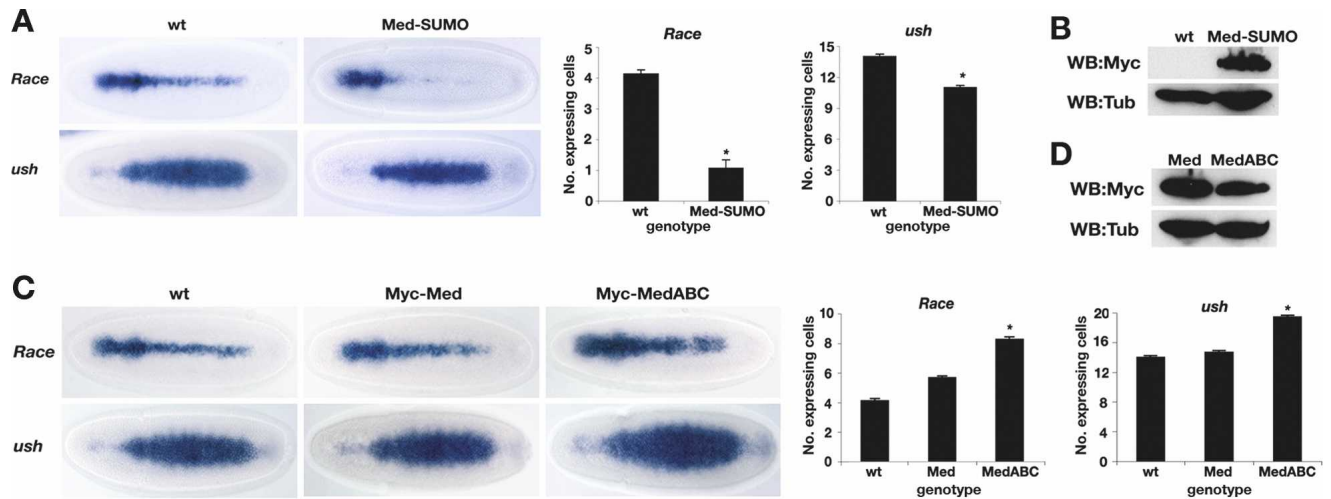 A
wt
Med-SUMO
Race
ush
Race
No. expressing cells
5
4
3
2
1
0
*
wt
Med-SUMO
genotype
ush
No. expressing cells
15
12
9
6
3
0
*
wt
Med-SUMO
genotype
B
wt Med-SUMO
WB:Myc
WB:Tub
D
Med MedABC
WB:Myc
WB:Tub
C
wt
Myc-Med
Myc-MedABC
Race
ush
Race
No. expressing cells
10
8
6
4
2
0
*
wt
Med
MedABC
genotype
ush
No. expressing cells
20
16
12
8
4
0
*
wt
Med
MedABC
genotype